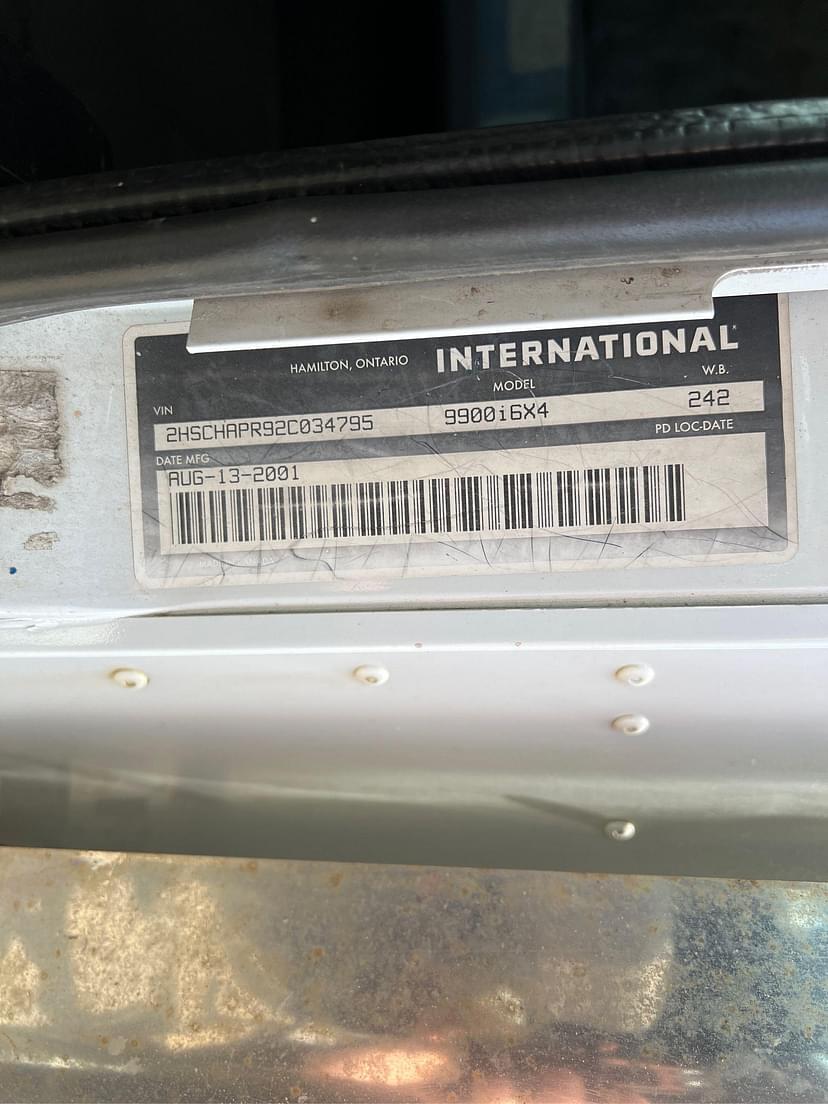 HAMILTON, ONTARIO INTERNATIONAL
VIN MODEL W.B.
2HSCHAPR92C034795 9900i6X4 242
DATE MFG PD LOC-DATE
AUG-13-2001